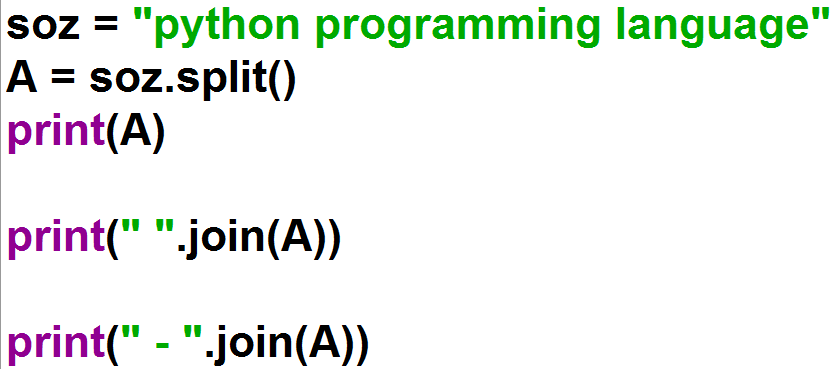 soz = "python programming language"
A = soz.split()
print(A)
print(" ".join(A))
print(" - ".join(A))